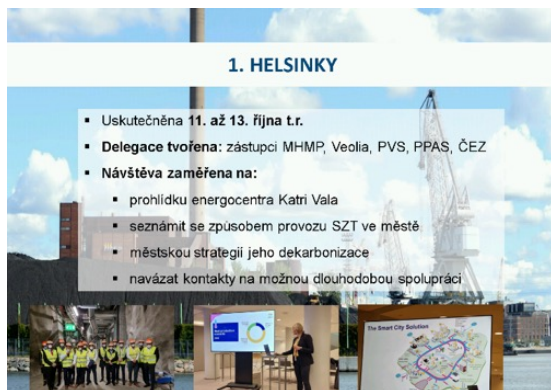 1. HELSINKY
▪ Uskutečněna 11. až 13. října t.r.
▪ Delegace tvořena: zástupci MHMP, Veolia, PVS, PPAS, ČEZ
▪ Návštěva zaměřena na:
▪ prohlídku energocentra Katri Vala
▪ seznámit se způsobem provozu SZT ve městě
▪ městskou strategií jeho dekarbonizace
▪ navázat kontakty na možnou dlouhodobou spolupráci
The Smart City Solution